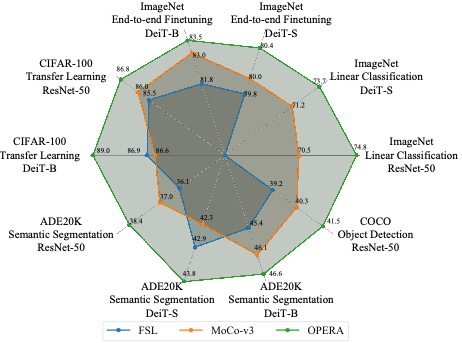 ImageNet
End-to-end Finetuning
DeiT-B
ImageNet
End-to-end Finetuning
DeiT-S
83.5
80.4
83.0
CIFAR-100
Transfer Learning
ResNet-50
86.8
86.0
85.5
81.8
80.0
79.8
ImageNet
Linear Classification
DeiT-S
73.7
71.2
CIFAR-100
Transfer Learning
DeiT-B
89.0
86.9
86.6
70.5
74.8
ImageNet
Linear Classification
ResNet-50
36.1
37.0
38.4
39.2
40.3
41.5
ADE20K
Semantic Segmentation
ResNet-50
COCO
Object Detection
ResNet-50
42.3
42.9
43.8
45.4
46.1
46.6
ADE20K
Semantic Segmentation
DeiT-S
ADE20K
Semantic Segmentation
DeiT-B
FSL
MoCo-v3
OPERA